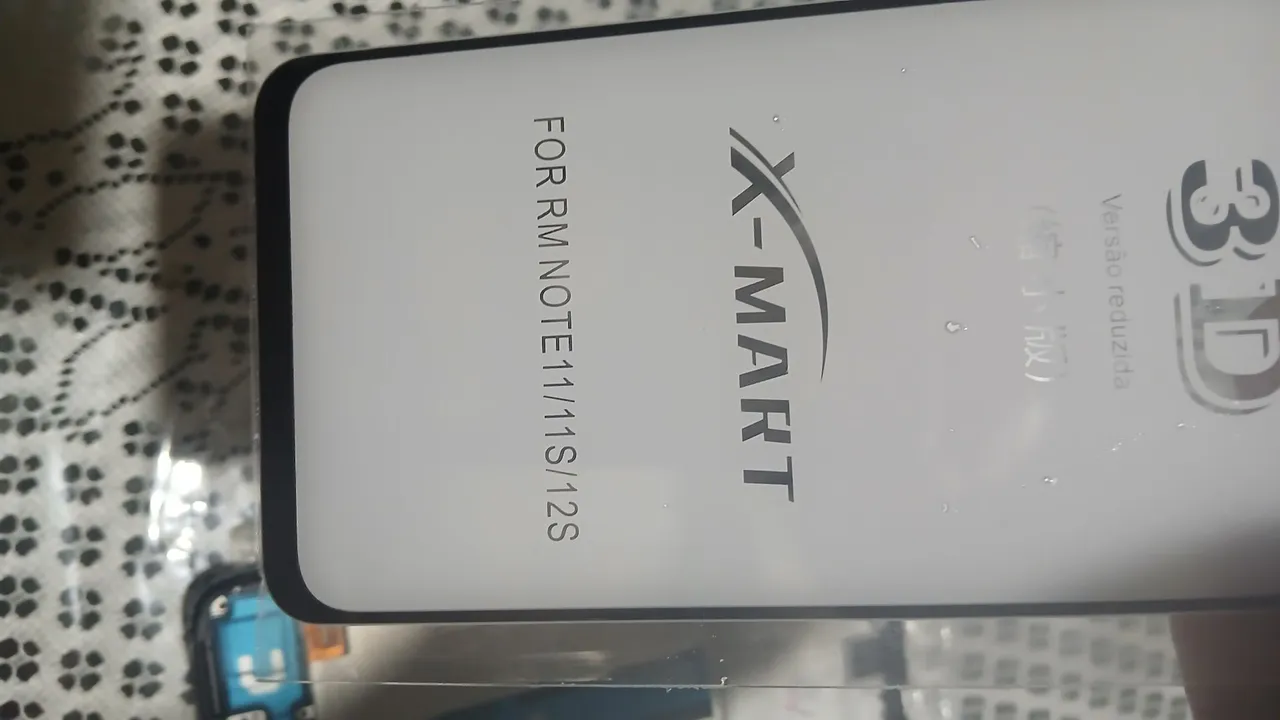 3D
Versão reduzida
X-MART
FOR RM NOTE11/11S/12S